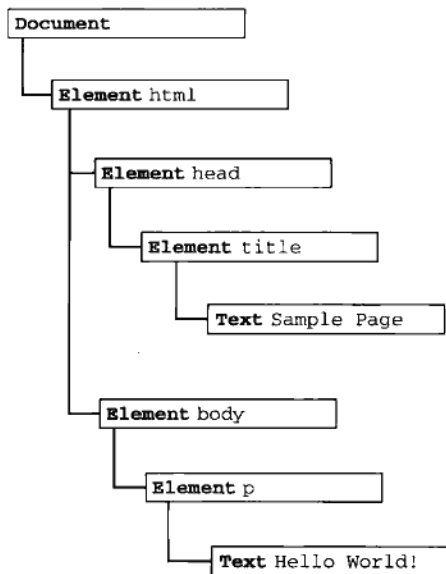 Document
Element html
Element head
Element title
Text Sample Page
Element body
Element p
Text Hello World!